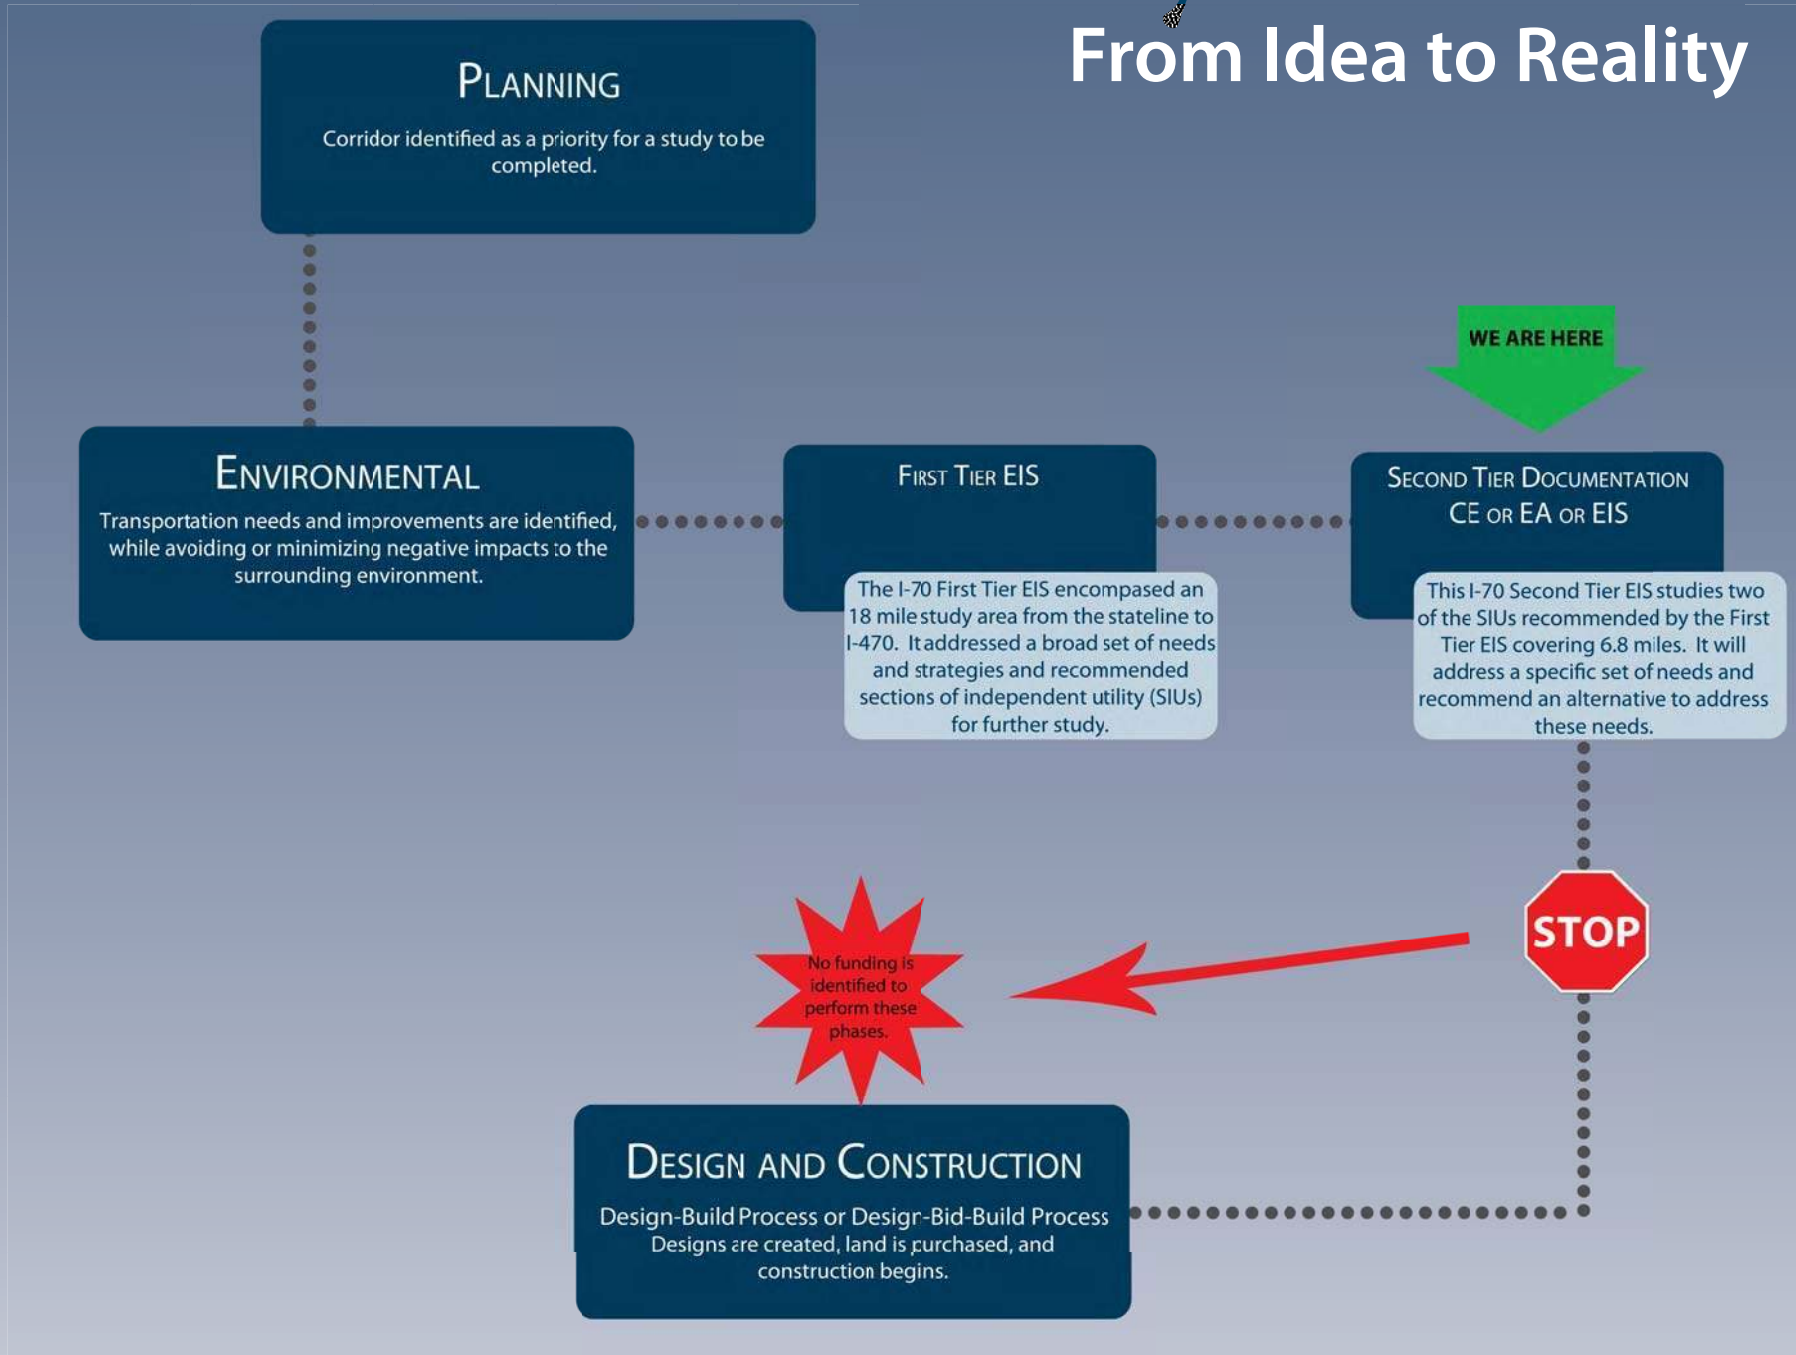 From Idea to Reality
PLANNING
Corridor identified as a priority for a study to be
completed.
WE ARE HERE
ENVIRONMENTAL
Transportation needs and improvements are identified,
while avoiding or minimizing negative impacts to the
surrounding environment.
FIRST TIER EIS
The I-70 First Tier EIS encompased an
18 mile study area from the stateline to
I-470. It addressed a broad set of needs
and strategies and recommended
sections of independent utility (SIUs)
for further study.
SECOND TIER DOCUMENTATION
CE OR EA OR EIS
This I-70 Second Tier EIS studies two
of the SIUs recommended by the First
Tier EIS covering 6.8 miles. It will
address a specific set of needs and
recommend an alternative to address
these needs.
STOP
No funding is
identified to
perform these
phases.
DESIGN AND CONSTRUCTION
Design-Build Process or Design-Bid-Build Process
Designs are created, land is purchased, and
construction begins.